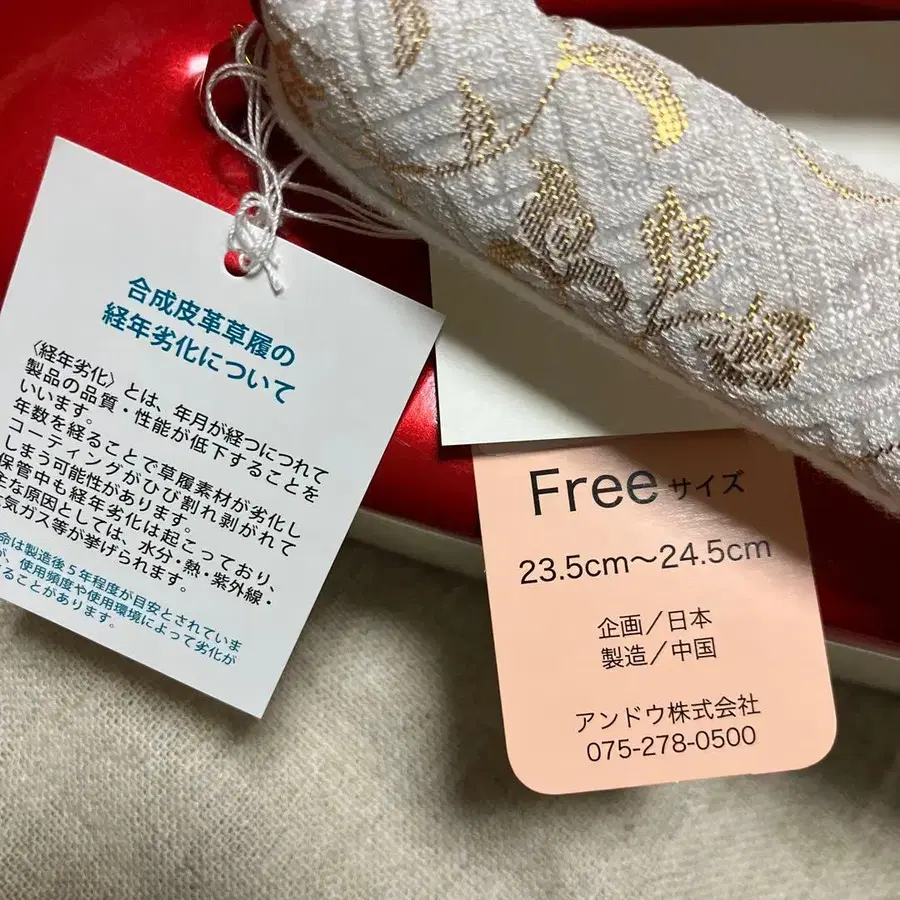 合成皮革草履の
経年劣化について
〈経年劣化〉とは、年月が経つにつれて
製品の品質・性能が低下することを
いいます。
年数を経ることで草履素材が劣化し
コーティングがひび割れ剥がれて
しまう可能性があります。
保管中も経年劣化は起こっており、
主な原因としては、水分・熱・紫外線・
気ガス等が挙げられます。
命は製造後５年程度が目安とされていま
が、使用頻度や使用環境によって劣化が
ることがあります。
Freeサイズ
23.5cm〜24.5cm
企画／日本
製造／中国
アンドウ株式会社
075-278-0500